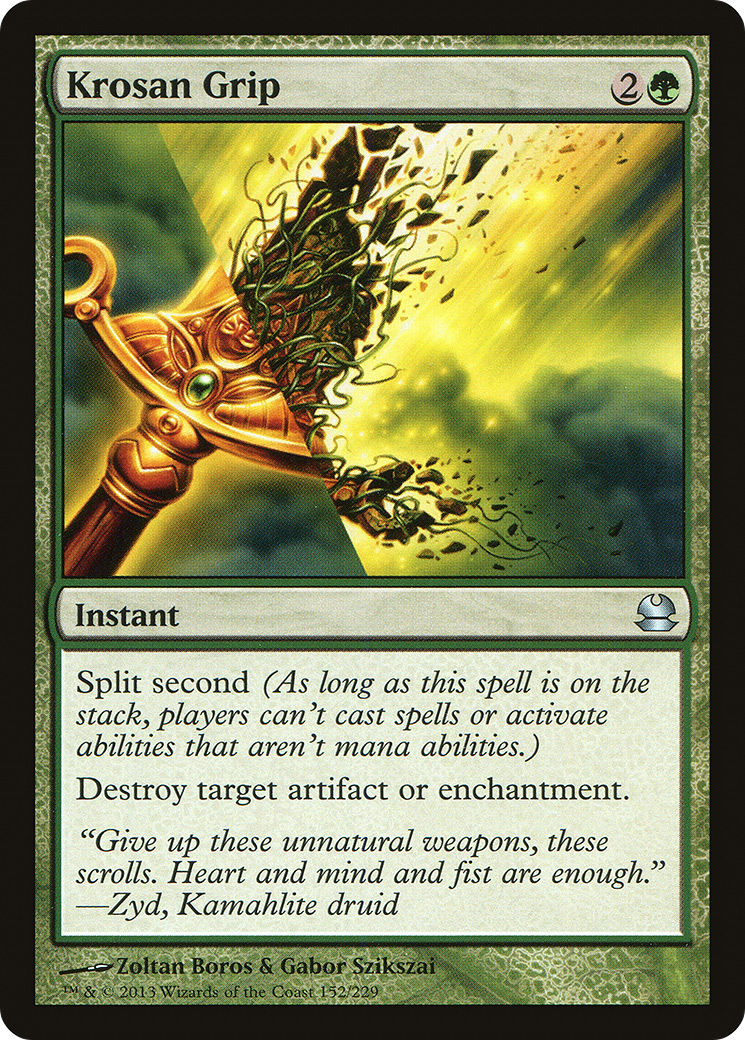 Krosan Grip 2
Instant
Split second (As long as this spell is on the
stack, players can't cast spells or activate
abilities that aren't mana abilities.)
Destroy target artifact or enchantment.
“Give up these unnatural weapons, these
scrolls. Heart and mind and fist are enough.”
—Zyd, Kamahlite druid
Zoltan Boros & Gabor Szikszai
™ & © 2013 Wizards of the Coast 152/229